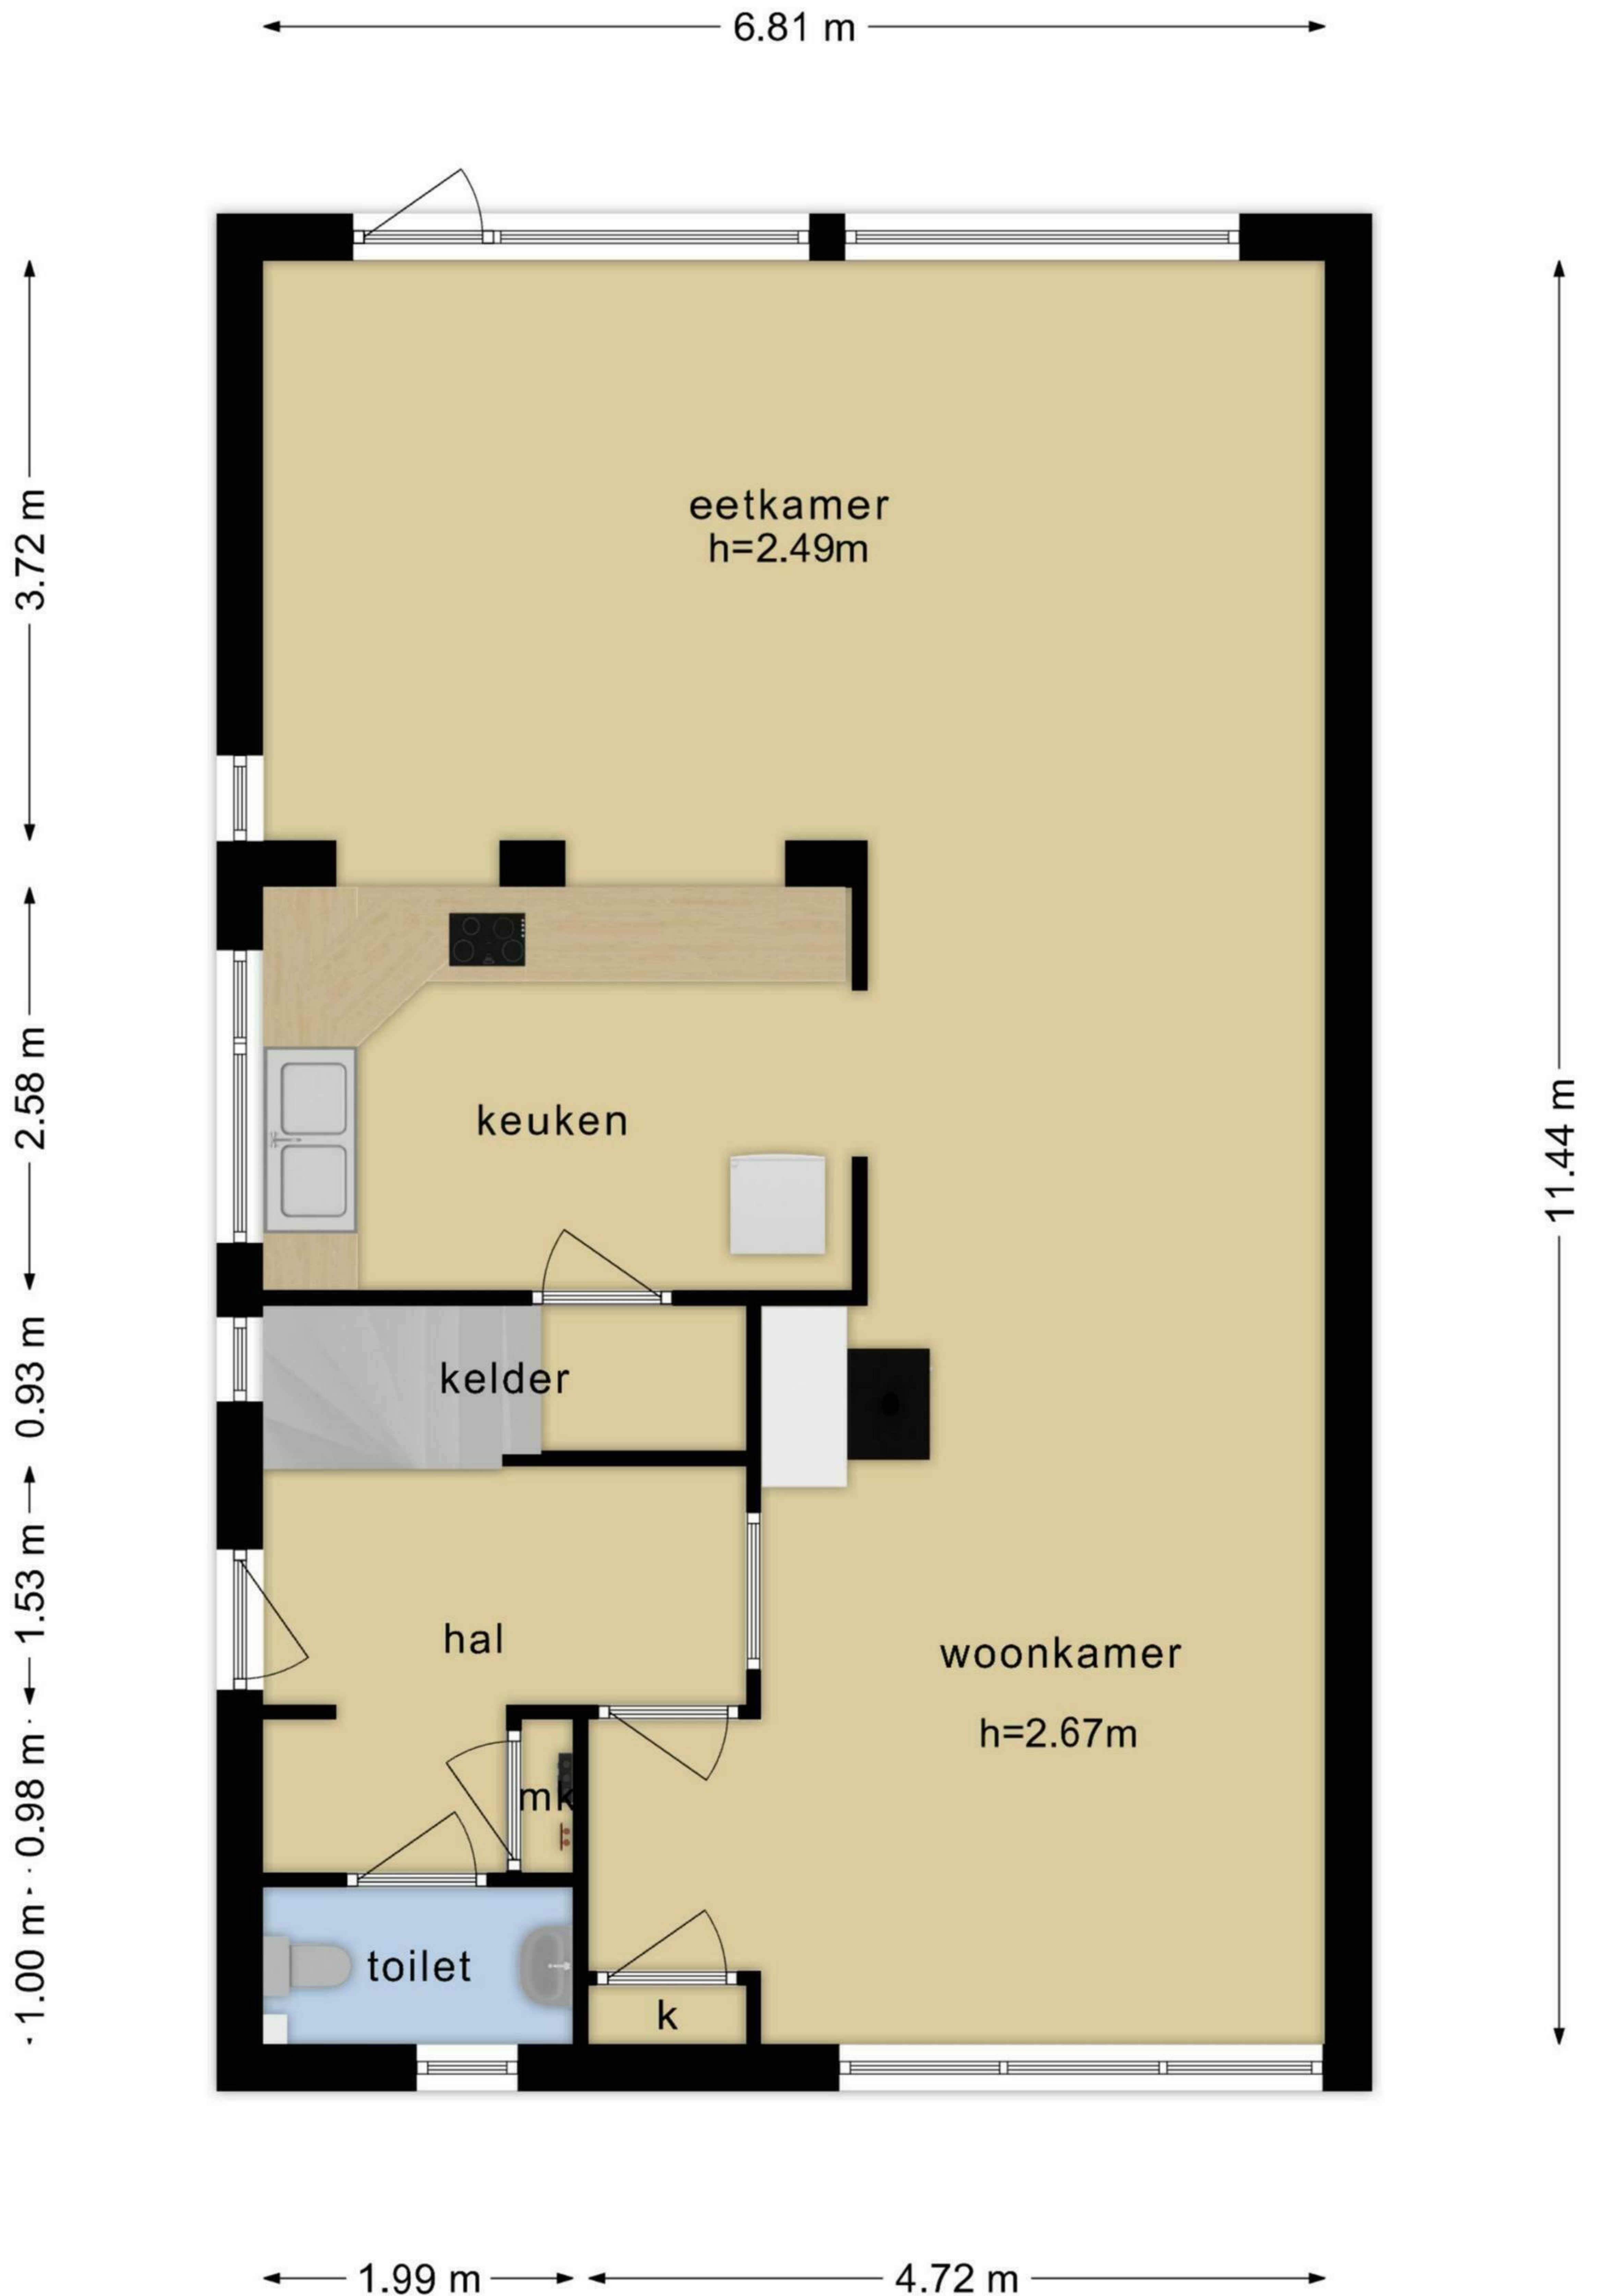 6.81 m
eetkamer
h=2.49m
3.72 m
2.58 m
11.44 m
keuken
0.93 m
kelder
1.53 m
hal
woonkamer
h=2.67m
0.98 m
mk
1.00 m
toilet
k
1.99 m
4.72 m